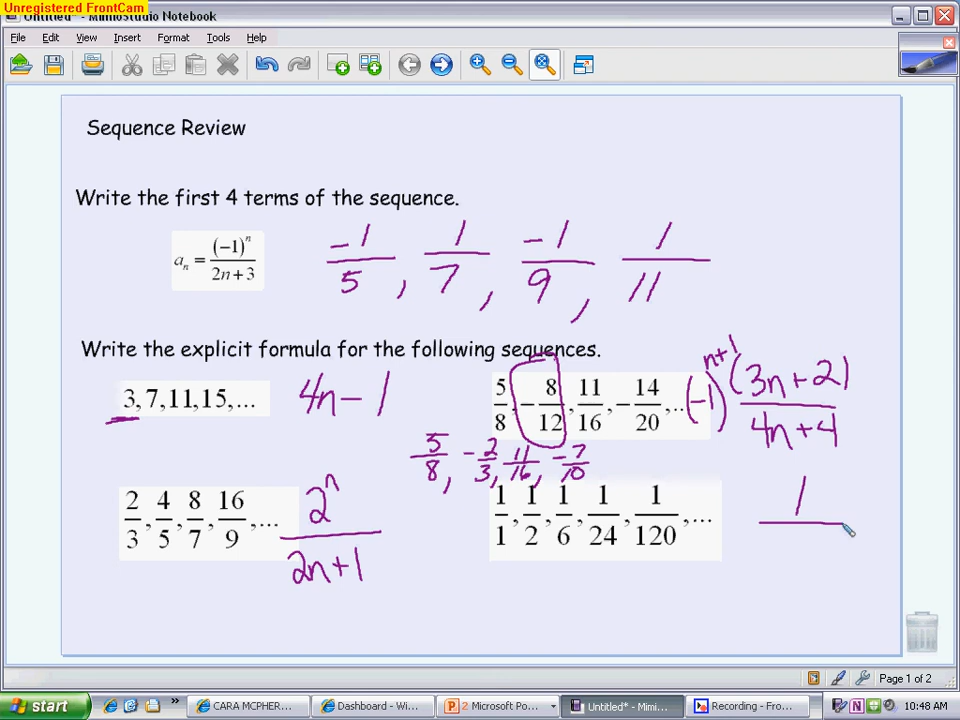 Unregistered FrontCam
Untitled* - MimioStudio Notebook
File Edit View Insert Format Tools Help
Sequence Review
Write the first 4 terms of the sequence.
a_n = (-1)^n / (2n+3)    -1/5, 1/7, -1/9, 1/11
Write the explicit formula for the following sequences.
3, 7, 11, 15, ...    4n - 1
5/8, -8/12, 11/16, -14/20, ...    (-1)^(n+1) (3n+2) / (4n+4)
5/8, -2/3, 11/16, -7/10
2/3, 4/5, 8/7, 16/9, ...    2^n / (2n+1)
1/1, 1/2, 1/6, 1/24, 1/120, ...    1
Page 1 of 2
start » CARA MCPHER... Dashboard - Wi... 2 Microsoft Po... Untitled* - Mimi... Recording - Fro... 10:48 AM